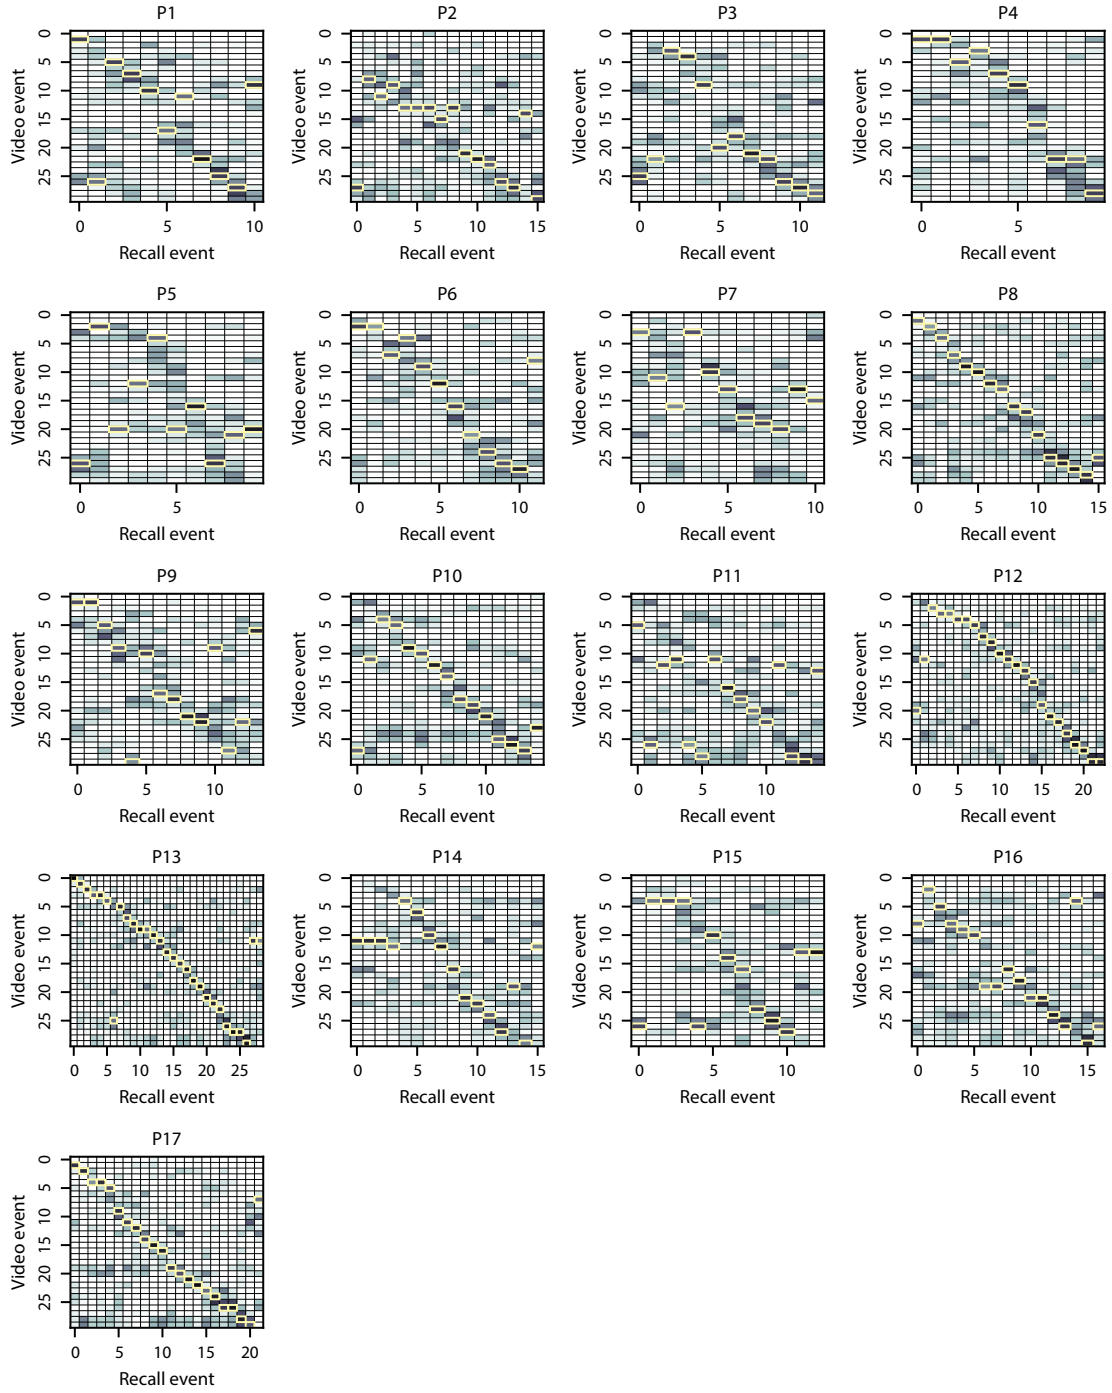 P1 P2 P3 P4
0 0 0 0
5 5 5 5
10 10 10 10
15 15 15 15
20 20 20 20
25 25 25 25
Video event Video event Video event Video event
0 5 10 0 5 10 15 0 5 10 0 5
Recall event Recall event Recall event Recall event
P5 P6 P7 P8
0 0 0 0
5 5 5 5
10 10 10 10
15 15 15 15
20 20 20 20
25 25 25 25
Video event Video event Video event Video event
0 5 0 5 10 0 5 10 0 5 10 15
Recall event Recall event Recall event Recall event
P9 P10 P11 P12
0 0 0 0
5 5 5 5
10 10 10 10
15 15 15 15
20 20 20 20
25 25 25 25
Video event Video event Video event Video event
0 5 10 0 5 10 0 5 10 0 5 10 15 20
Recall event Recall event Recall event Recall event
P13 P14 P15 P16
0 0 0 0
5 5 5 5
10 10 10 10
15 15 15 15
20 20 20 20
25 25 25 25
Video event Video event Video event Video event
0 5 10 15 20 25 0 5 10 15 0 5 10 0 5 10 15
Recall event Recall event Recall event Recall event
P17
0
5
10
15
20
25
Video event
0 5 10 15 20
Recall event